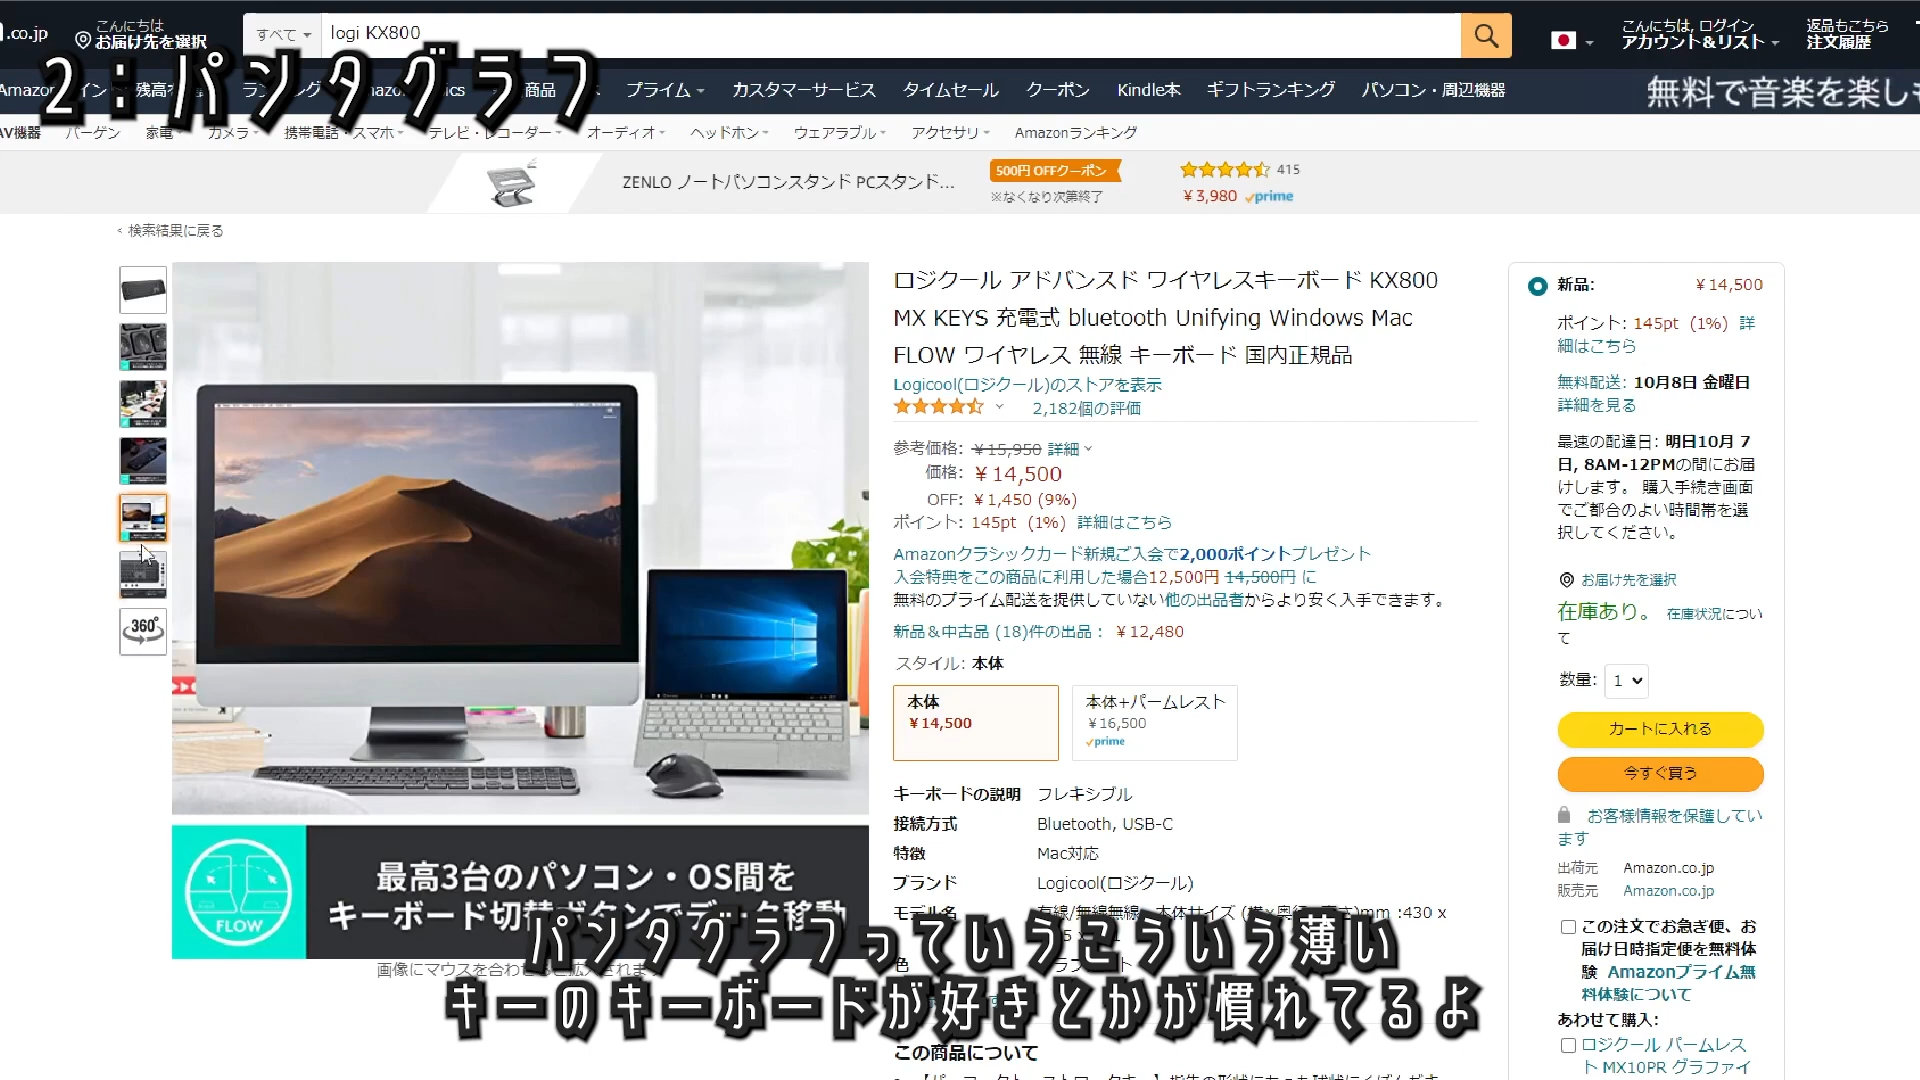 .co.jp
こんにちは
お届け先を選択
すべて
logi KX800
こんにちは, ログイン
アカウント&リスト
返品もこちら
注文履歴
2：パンタグラフ
プライム
カスタマーサービス
タイムセール
クーポン
Kindle本
ギフトランキング
パソコン・周辺機器
無料で音楽を楽し
AV機器
バーゲン
家電
カメラ
携帯電話・スマホ
テレビ・レコーダー
オーディオ
ヘッドホン
ウェアラブル
アクセサリ
Amazonランキング
ZENLO ノートパソコンスタンド PCスタンド…
500円 OFFクーポン
※なくなり次第終了
415
￥3,980 prime
< 検索結果に戻る
360°
FLOW
最高3台のパソコン・OS間を
キーボード切替ボタンでデータ移動
ロジクール アドバンスド ワイヤレスキーボード KX800
MX KEYS 充電式 bluetooth Unifying Windows Mac
FLOW ワイヤレス 無線 キーボード 国内正規品
Logicool(ロジクール)のストアを表示
2,182個の評価
参考価格: ￥15,950 詳細
価格: ￥14,500
OFF: ￥1,450 (9%)
ポイント: 145pt (1%) 詳細はこちら
Amazonクラシックカード新規ご入会で2,000ポイントプレゼント
入会特典をこの商品に利用した場合12,500円 14,500円 に
無料のプライム配送を提供していない他の出品者からより安く入手できます。
新品＆中古品 (18)件の出品： ￥12,480
スタイル: 本体
本体
￥14,500
本体+パームレスト
￥16,500
prime
キーボードの説明 フレキシブル
接続方式 Bluetooth, USB-C
特徴 Mac対応
ブランド Logicool(ロジクール)
モデル名 有線/無線無線 本体サイズ :430 x
色
パンタグラフっていうこういう薄い
キーのキーボードが好きとかが慣れてるよ
この商品について
新品: ￥14,500
ポイント: 145pt (1%) 詳
細はこちら
無料配送: 10月8日 金曜日
詳細を見る
最速の配達日: 明日10月 7
日, 8AM-12PMの間にお届
けします。 購入手続き画面
でご都合のよい時間帯を選
択してください。
お届け先を選択
在庫あり。 在庫状況につい
て
数量: 1
カートに入れる
今すぐ買う
お客様情報を保護してい
ます
出荷元 Amazon.co.jp
販売元 Amazon.co.jp
この注文でお急ぎ便、お
届け日時指定便を無料体
験 Amazonプライム無
料体験について
あわせて購入:
ロジクール パームレス
ト MX10PR グラファイ